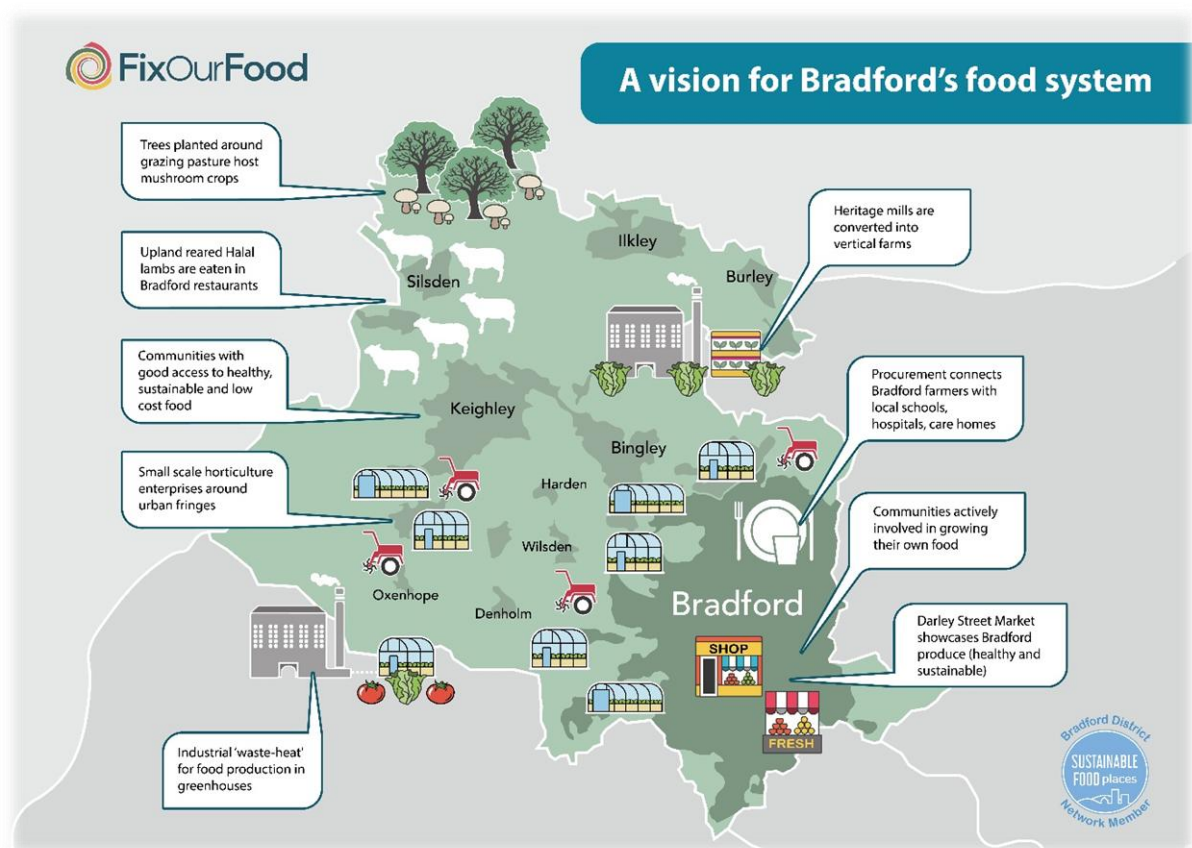 FixOurFood
A vision for Bradford's food system
Trees planted around
grazing pasture host
mushroom crops
Upland reared Halal
lambs are eaten in
Bradford restaurants
Communities with
good access to healthy,
sustainable and low
cost food
Small scale horticulture
enterprises around
urban fringes
Industrial 'waste-heat'
for food production in
greenhouses
Heritage mills are
converted into
vertical farms
Procurement connects
Bradford farmers with
local schools,
hospitals, care homes
Communities actively
involved in growing
their own food
Darley Street Market
showcases Bradford
produce (healthy and
sustainable)
Ilkley
Burley
Silsden
Keighley
Bingley
Harden
Wilsden
Oxenhope
Denholm
Bradford
SHOP
FRESH
Bradford District
SUSTAINABLE
FOOD places
Network Member